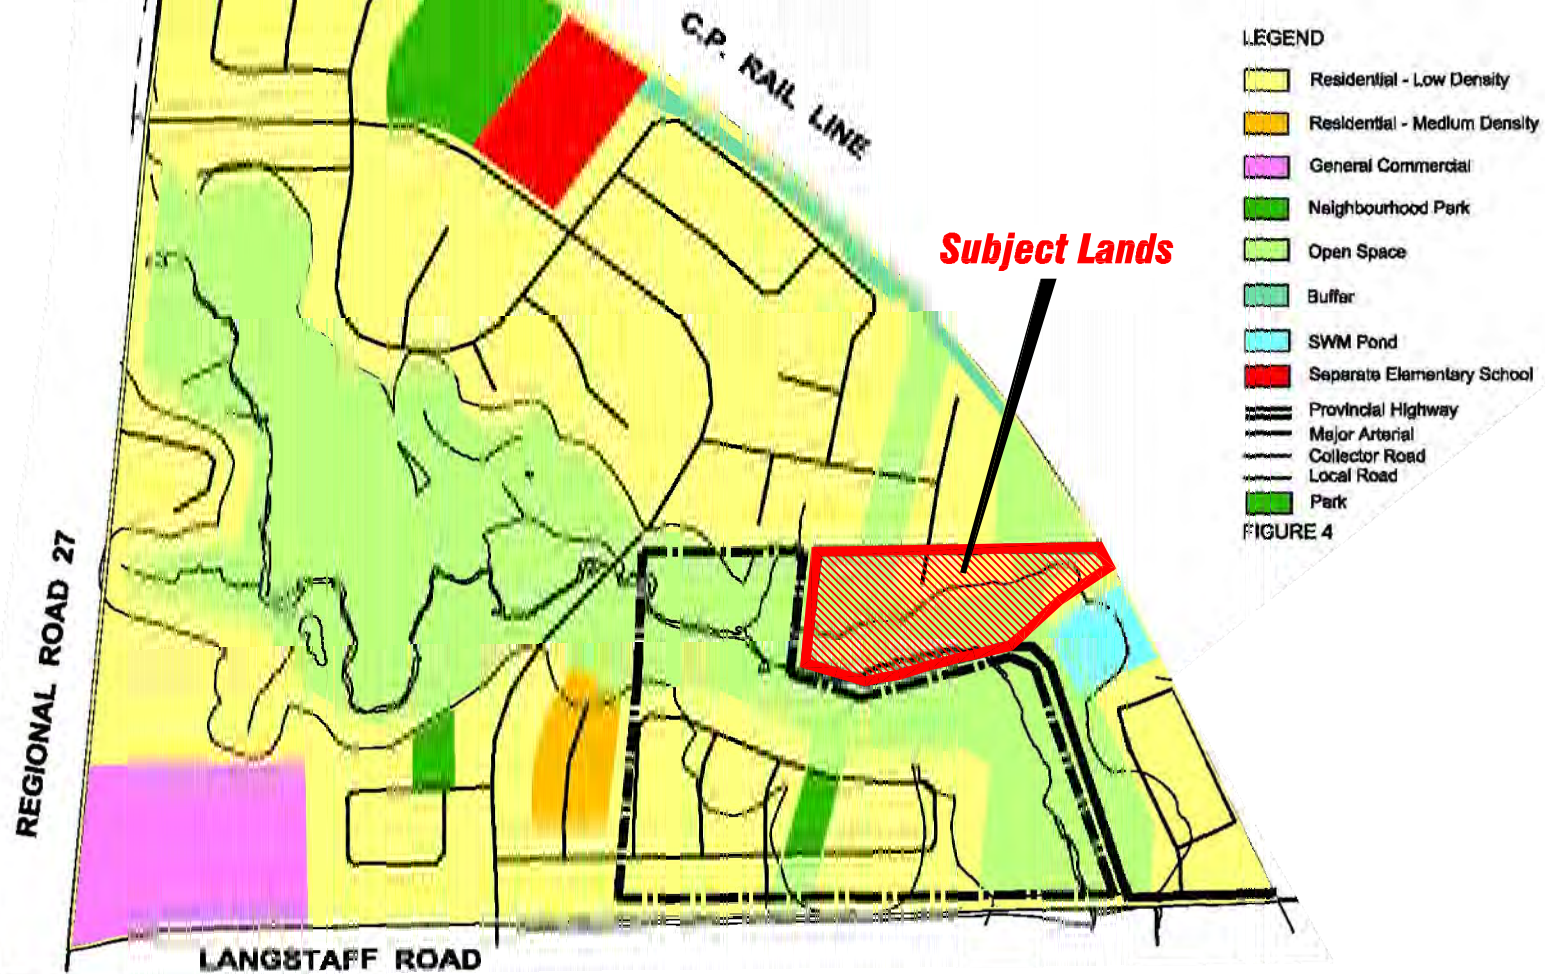 C.P. RAIL LINE
Subject Lands
REGIONAL ROAD 27
LANGSTAFF ROAD
LEGEND
Residential - Low Density
Residential - Medium Density
General Commercial
Neighbourhood Park
Open Space
Buffer
SWM Pond
Separate Elementary School
Provincial Highway
Major Arterial
Collector Road
Local Road
Park
FIGURE 4